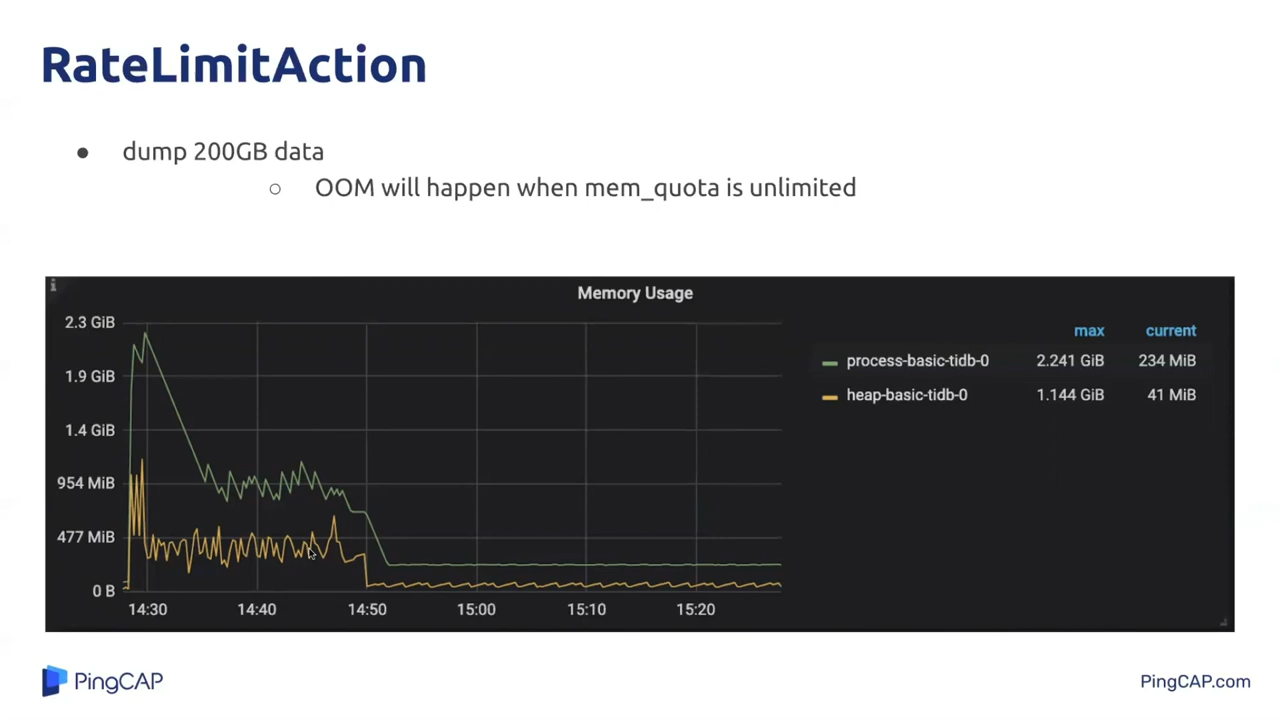 RateLimitAction
● dump 200GB data
○ OOM will happen when mem_quota is unlimited
Memory Usage
2.3 GiB
1.9 GiB
1.4 GiB
954 MiB
477 MiB
0 B
14:30 14:40 14:50 15:00 15:10 15:20
max current
process-basic-tidb-0 2.241 GiB 234 MiB
heap-basic-tidb-0 1.144 GiB 41 MiB
PingCAP
PingCAP.com